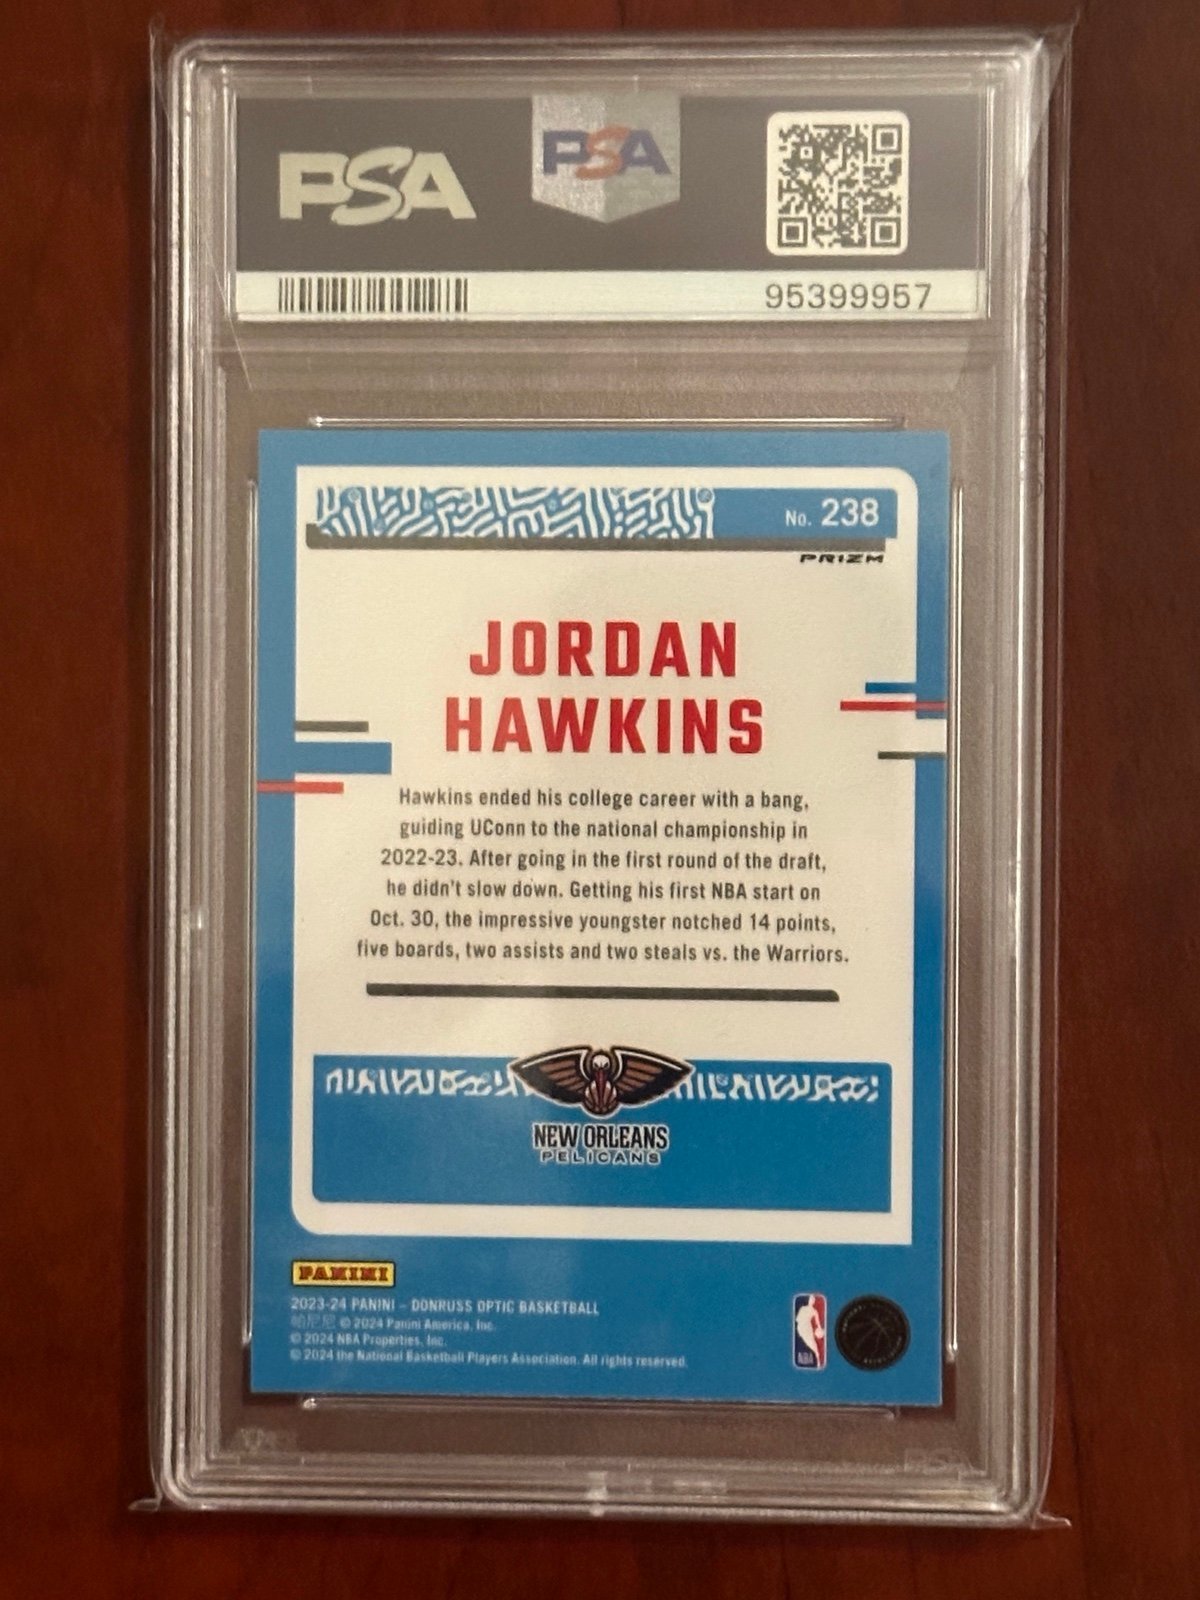 PSA
PSA
95399957
No. 238
PRIZM
JORDAN
HAWKINS
Hawkins ended his college career with a bang,
guiding UConn to the national championship in
2022-23. After going in the first round of the draft,
he didn't slow down. Getting his first NBA start on
Oct. 30, the impressive youngster notched 14 points,
five boards, two assists and two steals vs. the Warriors.
NEW ORLEANS
PELICANS
PANINI
2023-24 PANINI – DONRUSS OPTIC BASKETBALL
帕尼尼 © 2024 Panini America, Inc.
© 2024 NBA Properties, Inc.
© 2024 the National Basketball Players Association. All rights reserved.
NBA